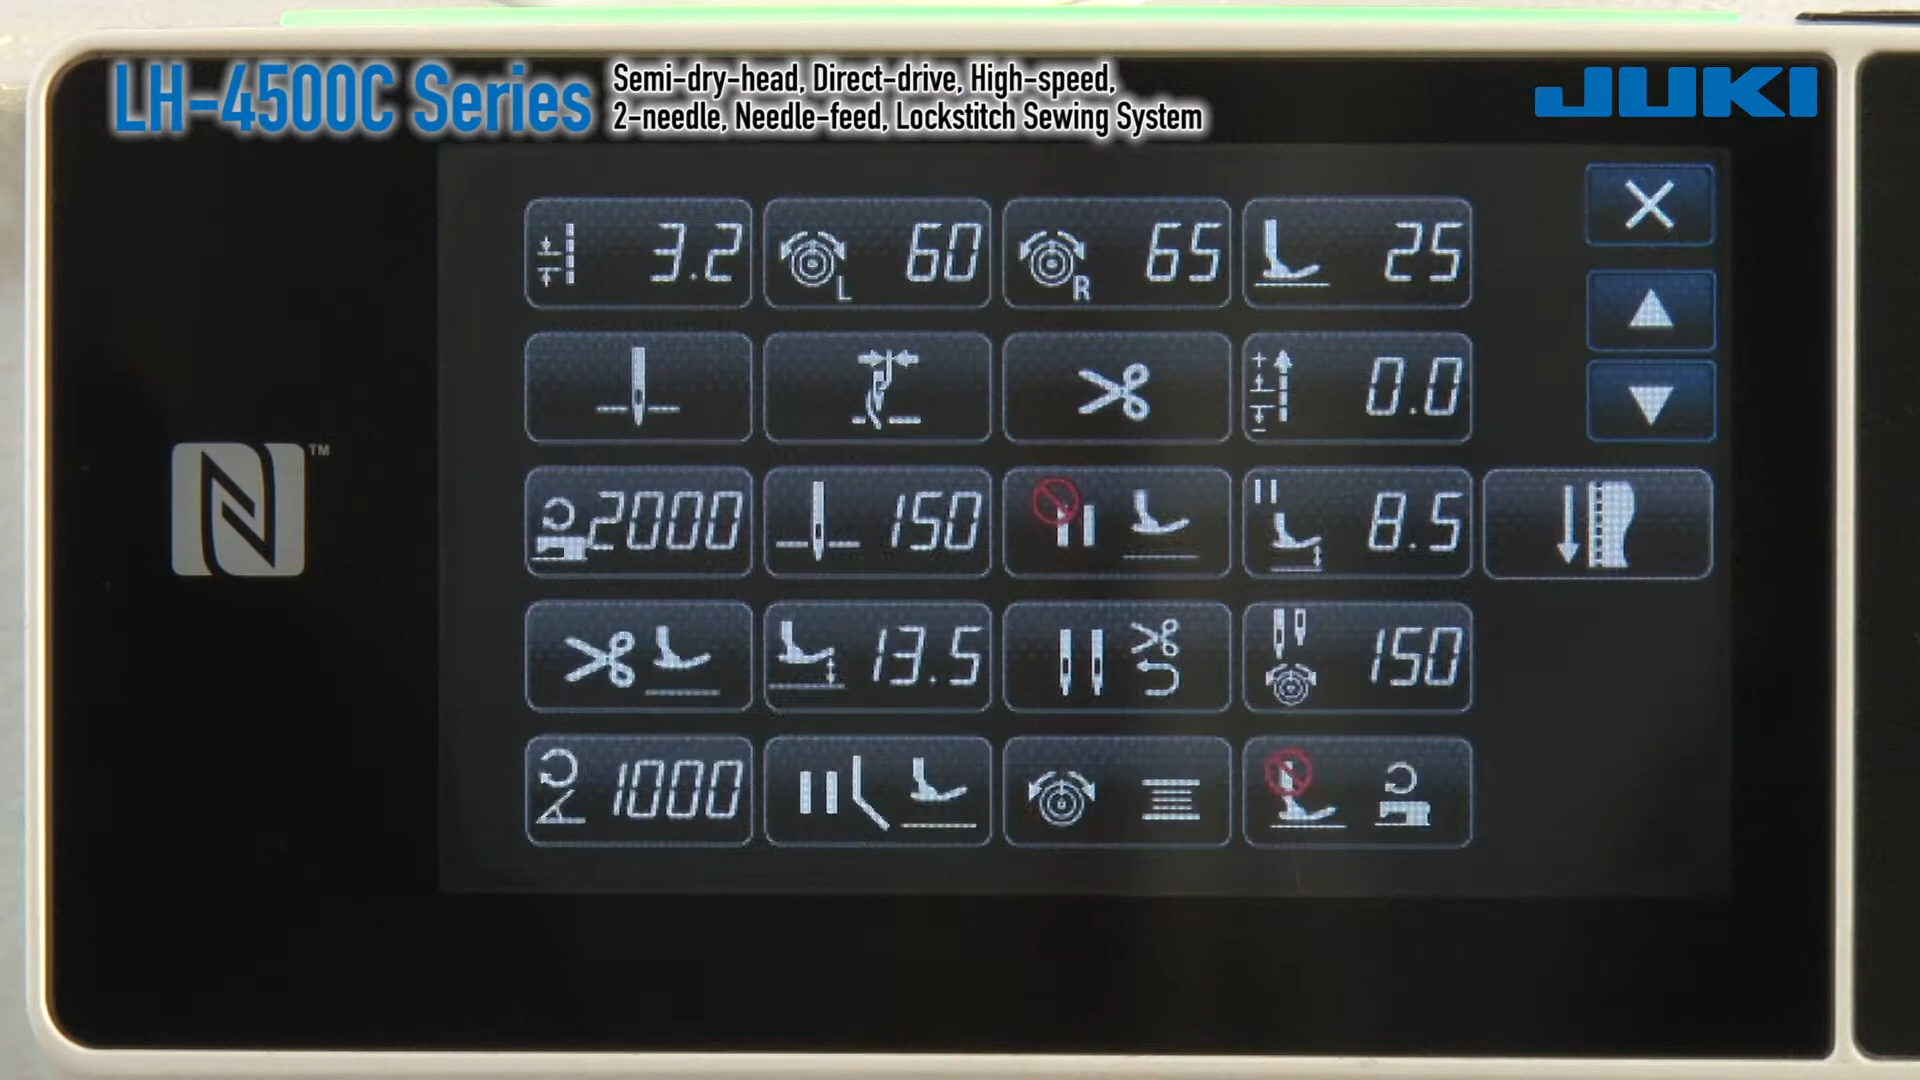 LH-4500C Series
Semi-dry-head, Direct-drive, High-speed,
2-needle, Needle-feed, Lockstitch Sewing System
JUKI
3.2
L 60
R 65
25
0.0
2000
150
8.5
13.5
150
1000
TM